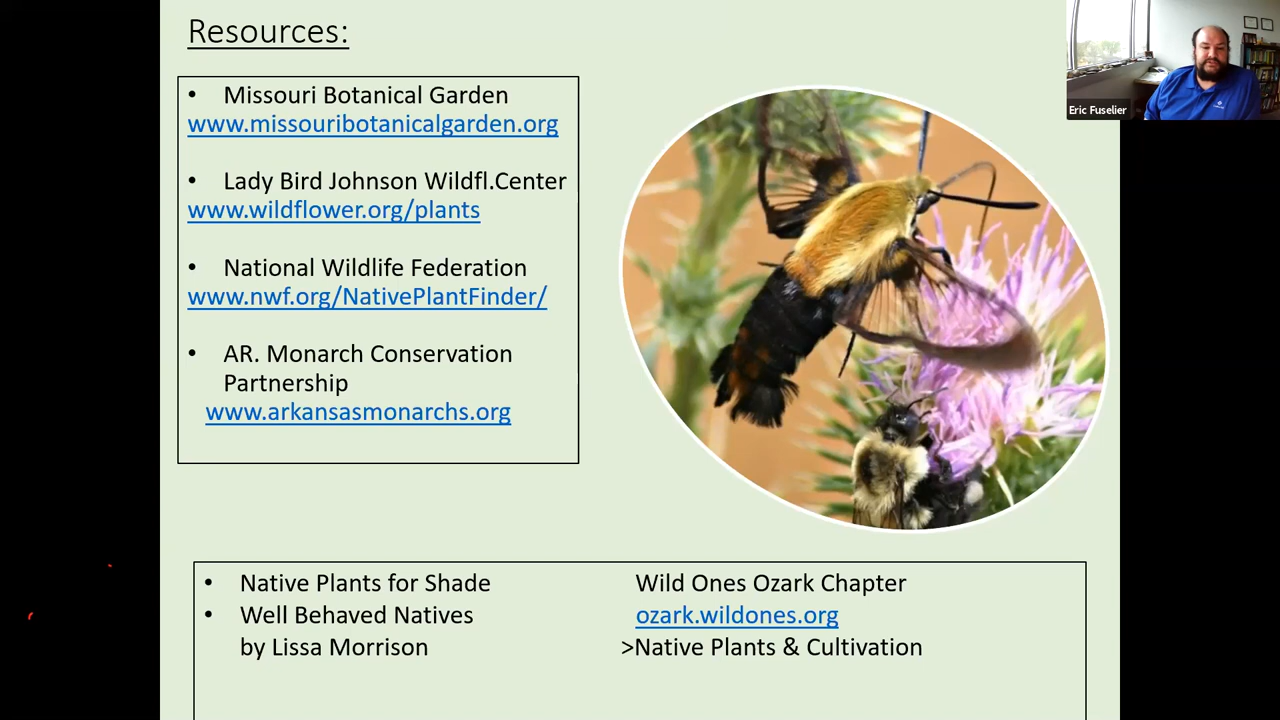 Resources:
• Missouri Botanical Garden
www.missouribotanicalgarden.org
• Lady Bird Johnson Wildfl.Center
www.wildflower.org/plants
• National Wildlife Federation
www.nwf.org/NativePlantFinder/
• AR. Monarch Conservation
Partnership
www.arkansasmonarchs.org
Eric Fuselier
• Native Plants for Shade
• Well Behaved Natives
by Lissa Morrison
Wild Ones Ozark Chapter
ozark.wildones.org
>Native Plants & Cultivation